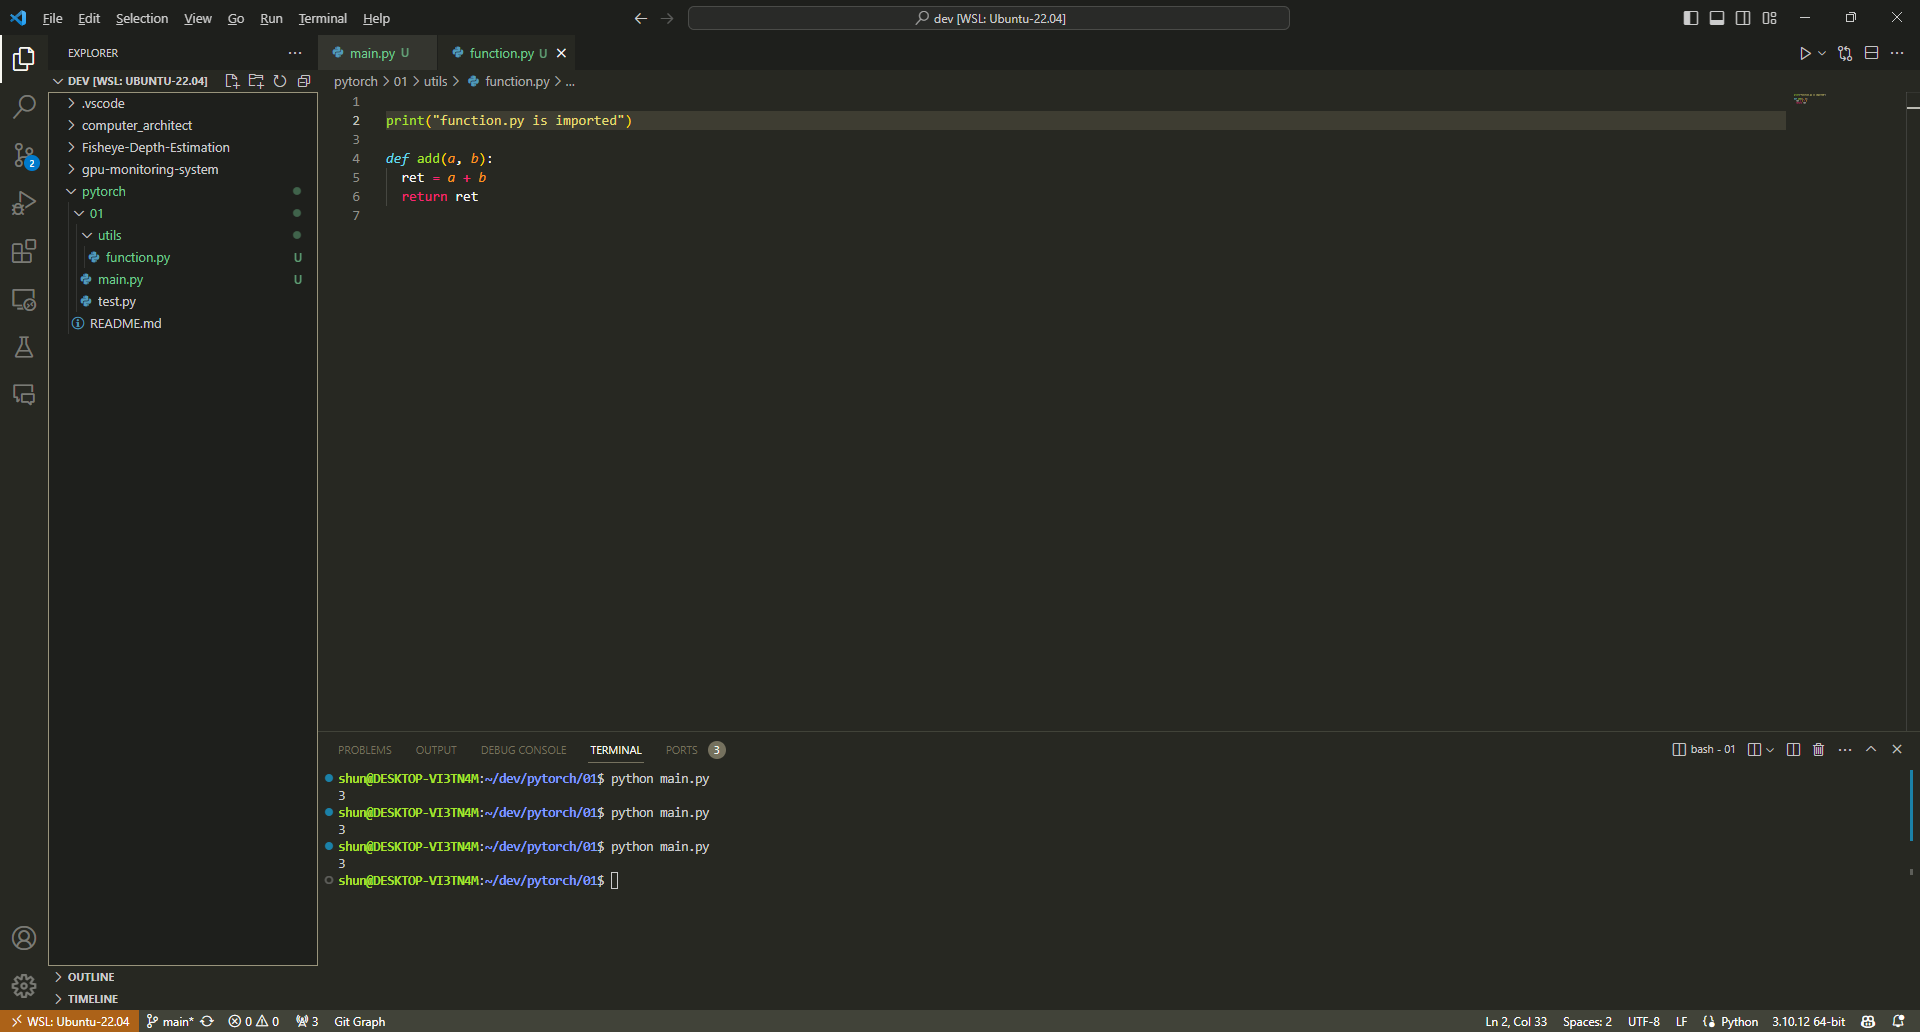 File Edit Selection View Go Run Terminal Help
dev [WSL: Ubuntu-22.04]
EXPLORER
main.py U
function.py U
DEV [WSL: UBUNTU-22.04]
pytorch > 01 > utils > function.py > ...
.vscode
computer_architect
Fisheye-Depth-Estimation
gpu-monitoring-system
pytorch
01
utils
function.py U
main.py U
test.py
README.md
1
2 print("function.py is imported")
3
4 def add(a, b):
5 ret = a + b
6 return ret
7
PROBLEMS OUTPUT DEBUG CONSOLE TERMINAL PORTS 3
bash - 01
shun@DESKTOP-VI3TN4M:~/dev/pytorch/01$ python main.py
3
shun@DESKTOP-VI3TN4M:~/dev/pytorch/01$ python main.py
3
shun@DESKTOP-VI3TN4M:~/dev/pytorch/01$ python main.py
3
shun@DESKTOP-VI3TN4M:~/dev/pytorch/01$
2
OUTLINE
TIMELINE
WSL: Ubuntu-22.04 main* 0 0 3 Git Graph
Ln 2, Col 33 Spaces: 2 UTF-8 LF Python 3.10.12 64-bit